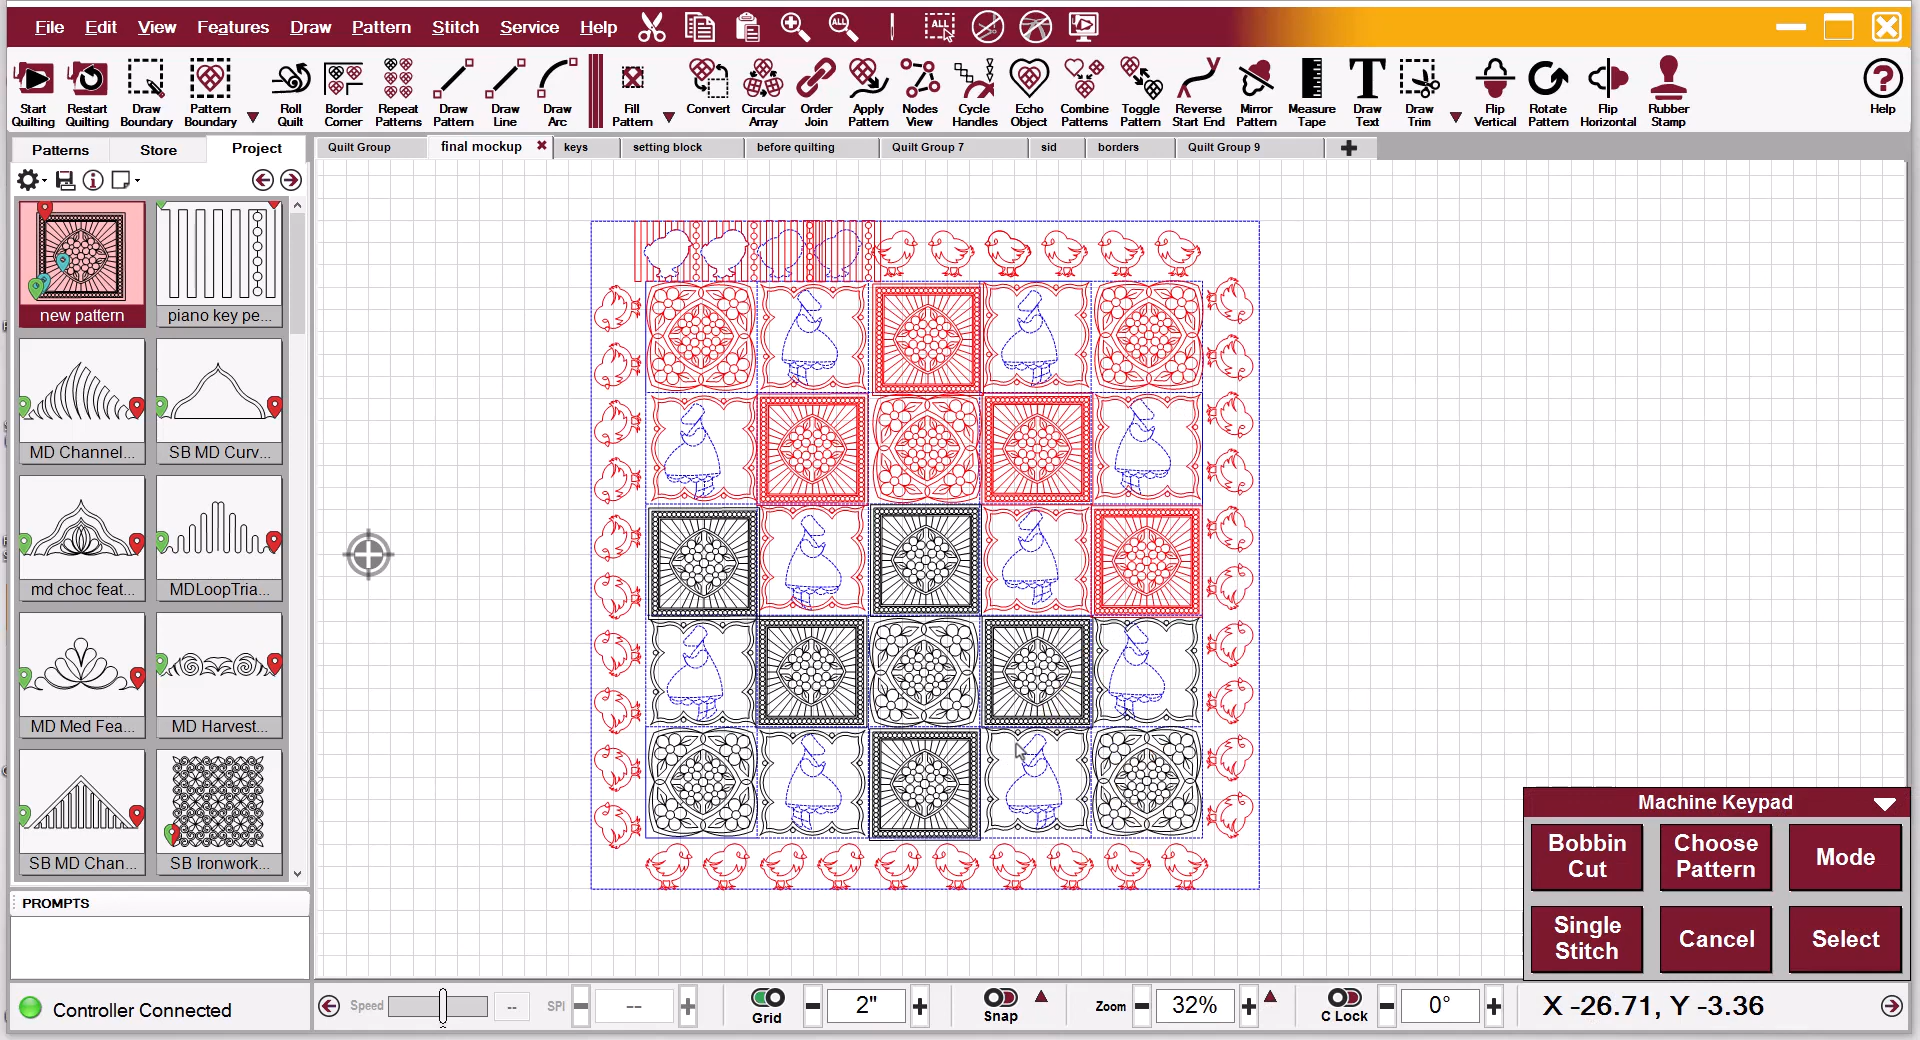 File Edit View Features Draw Pattern Stitch Service Help
ALL
ALL
Start Quilting
Restart Quilting
Draw Boundary
Pattern Boundary
Roll Quilt
Border Corner
Repeat Patterns
Draw Pattern
Draw Line
Draw Arc
Fill Pattern
Convert
Circular Array
Order Join
Apply Pattern
Nodes View
Cycle Handles
Echo Object
Combine Patterns
Toggle Pattern
Reverse Start End
Mirror Pattern
Measure Tape
Draw Text
Draw Trim
Flip Vertical
Rotate Pattern
Flip Horizontal
Rubber Stamp
Help
Patterns Store Project
Quilt Group
final mockup
keys
setting block
before quilting
Quilt Group 7
sid
borders
Quilt Group 9
new pattern
piano key pe...
MD Channel...
SB MD Curv...
md choc feat...
MDLoopTria...
MD Med Fea...
MD Harvest...
SB MD Chan...
SB Ironwork...
PROMPTS
Controller Connected
Machine Keypad
Bobbin Cut
Choose Pattern
Mode
Single Stitch
Cancel
Select
Speed
--
SPI
--
Grid
2"
Snap
Zoom
32%
C Lock
0°
X -26.71, Y -3.36